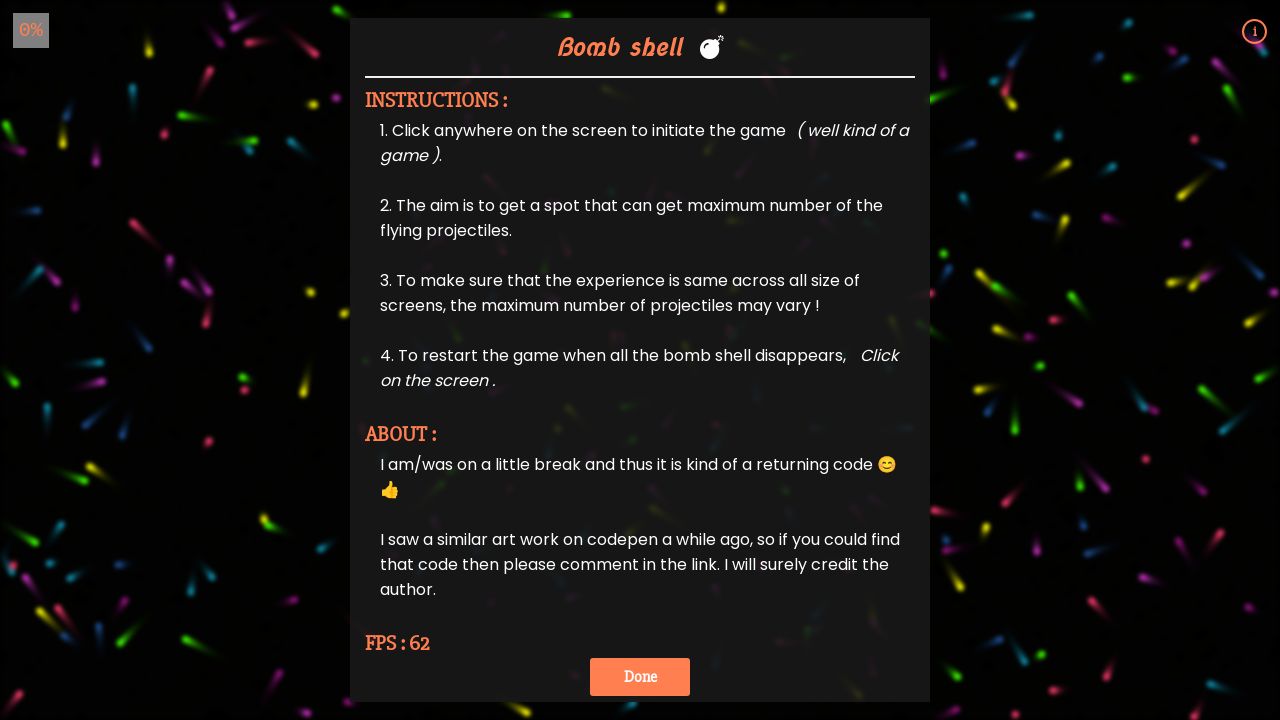 0%
i
Bomb shell 💣
INSTRUCTIONS :
1. Click anywhere on the screen to initiate the game ( well kind of a
game ).
2. The aim is to get a spot that can get maximum number of the
flying projectiles.
3. To make sure that the experience is same across all size of
screens, the maximum number of projectiles may vary !
4. To restart the game when all the bomb shell disappears, Click
on the screen .
ABOUT :
I am/was on a little break and thus it is kind of a returning code 😊
👍
I saw a similar art work on codepen a while ago, so if you could find
that code then please comment in the link. I will surely credit the
author.
FPS : 62
Done